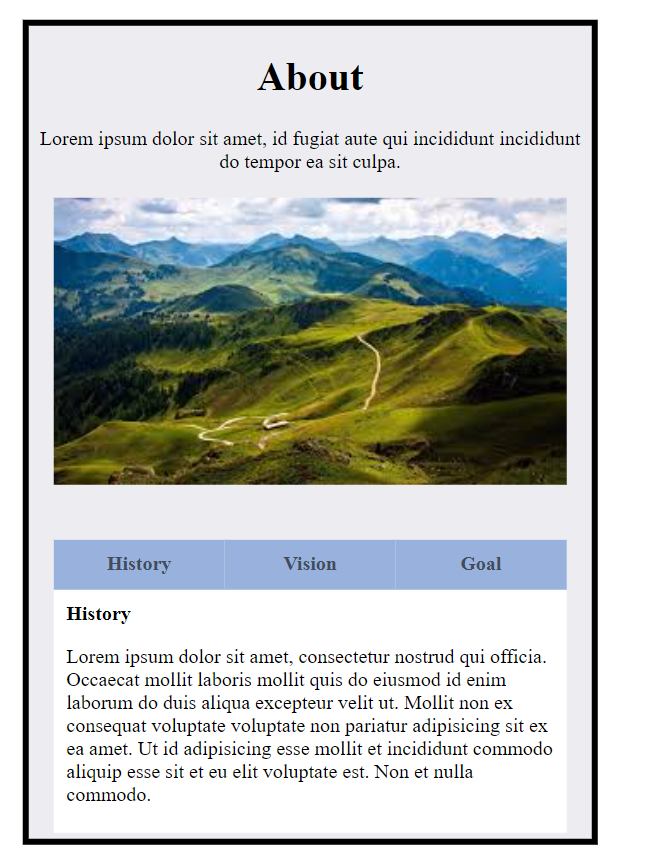 About
Lorem ipsum dolor sit amet, id fugiat aute qui incididunt incididunt
do tempor ea sit culpa.
History Vision Goal
History
Lorem ipsum dolor sit amet, consectetur nostrud qui officia.
Occaecat mollit laboris mollit quis do eiusmod id enim
laborum do duis aliqua excepteur velit ut. Mollit non ex
consequat voluptate voluptate non pariatur adipisicing sit ex
ea amet. Ut id adipisicing esse mollit et incididunt commodo
aliquip esse sit et eu elit voluptate est. Non et nulla
commodo.